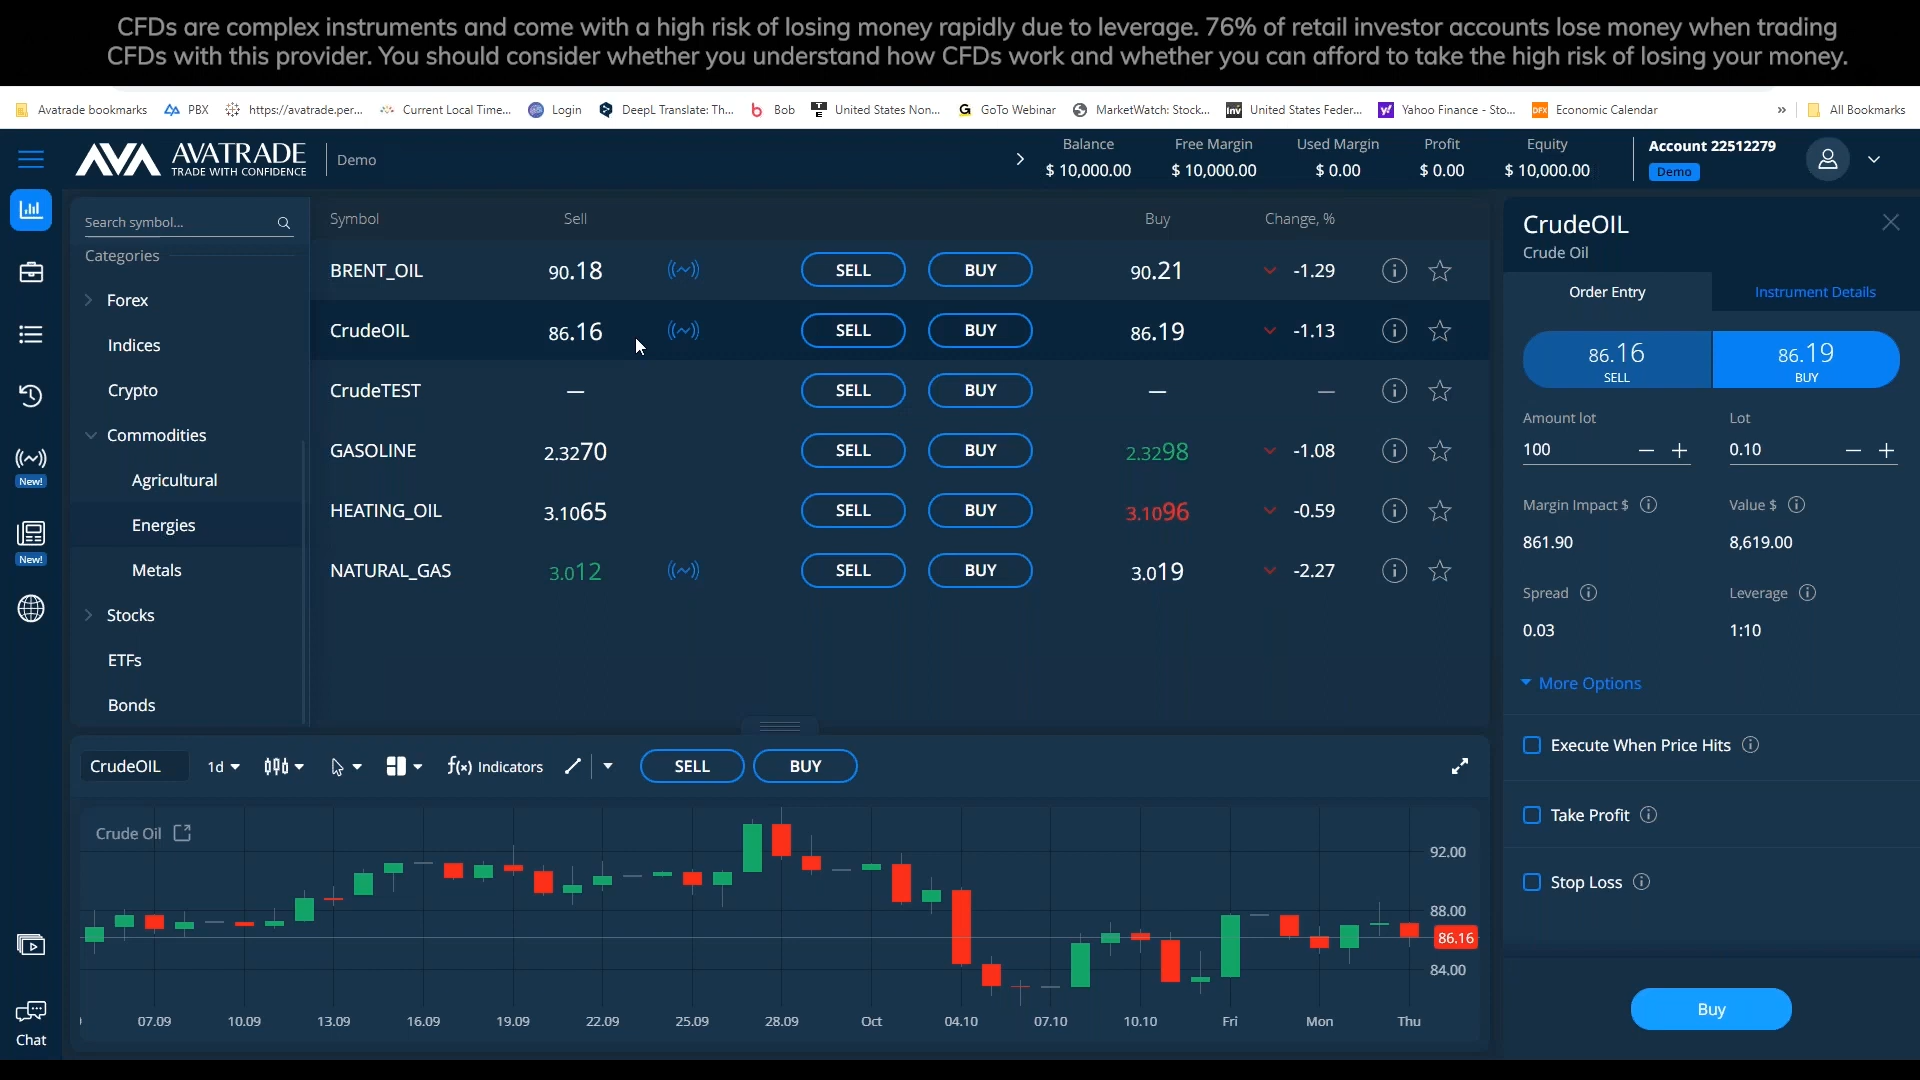 CFDs are complex instruments and come with a high risk of losing money rapidly due to leverage. 76% of retail investor accounts lose money when trading
CFDs with this provider. You should consider whether you understand how CFDs work and whether you can afford to take the high risk of losing your money.
Avatrade bookmarks PBX https://avatrade.per... Current Local Time... Login DeepL Translate: Th... Bob United States Non... GoTo Webinar MarketWatch: Stock... United States Feder... Yahoo Finance - Sto... Economic Calendar » All Bookmarks
AVA AVATRADE
TRADE WITH CONFIDENCE
Demo
Balance Free Margin Used Margin Profit Equity
$ 10,000.00 $ 10,000.00 $ 0.00 $ 0.00 $ 10,000.00
Account 22512279
Demo
New!
New!
Chat
Search symbol...
Categories
Forex
Indices
Crypto
Commodities
Agricultural
Energies
Metals
Stocks
ETFs
Bonds
Symbol Sell Buy Change, %
BRENT_OIL 90.18 SELL BUY 90.21 -1.29
CrudeOIL 86.16 SELL BUY 86.19 -1.13
CrudeTEST — SELL BUY — —
GASOLINE 2.3270 SELL BUY 2.3298 -1.08
HEATING_OIL 3.1065 SELL BUY 3.1096 -0.59
NATURAL_GAS 3.012 SELL BUY 3.019 -2.27
CrudeOIL 1d f(x) Indicators SELL BUY
Crude Oil
92.00
88.00
86.16
84.00
07.09 10.09 13.09 16.09 19.09 22.09 25.09 28.09 Oct 04.10 07.10 10.10 Fri Mon Thu
CrudeOIL
Crude Oil
Order Entry Instrument Details
86.16 86.19
SELL BUY
Amount lot Lot
100 − + 0.10 − +
Margin Impact $ Value $
861.90 8,619.00
Spread Leverage
0.03 1:10
More Options
Execute When Price Hits
Take Profit
Stop Loss
Buy